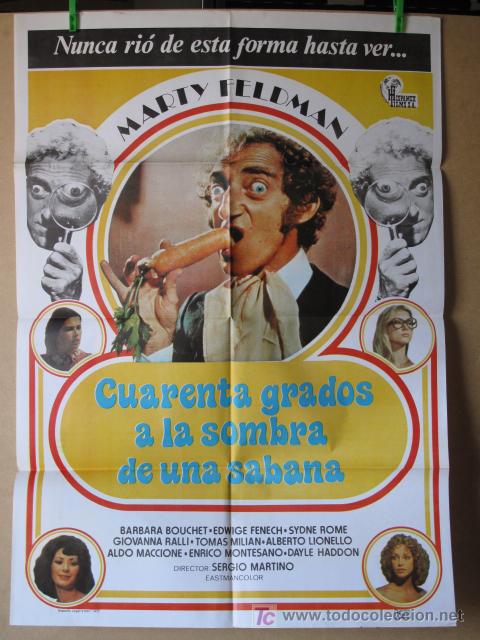 Nunca rió de esta forma hasta ver...
MARTY FELDMAN
Cuarenta grados
a la sombra
de una sabana
BARBARA BOUCHET • EDWIGE FENECH • SYDNE ROME
GIOVANNA RALLI • TOMAS MILIAN • ALBERTO LIONELLO
ALDO MACCIONE • ENRICO MONTESANO • DAYLE HADDON
DIRECTOR: SERGIO MARTINO
EASTMANCOLOR
TC www.todocoleccion.net